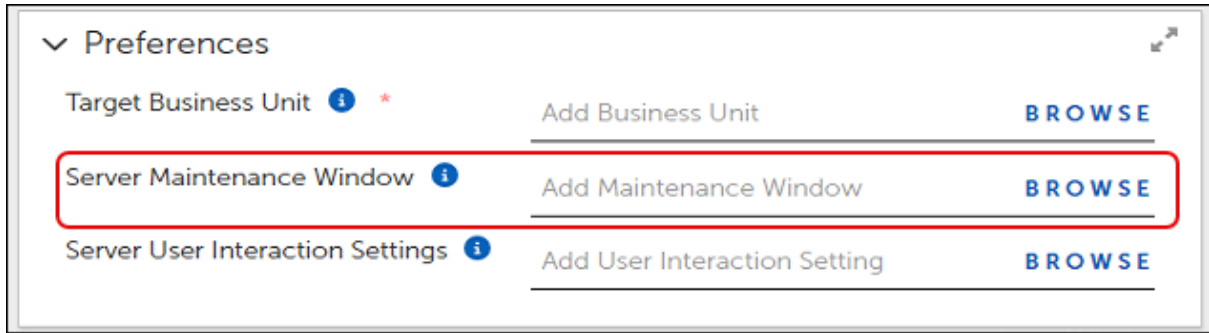 Preferences
Target Business Unit * Add Business Unit BROWSE
Server Maintenance Window Add Maintenance Window BROWSE
Server User Interaction Settings Add User Interaction Setting BROWSE